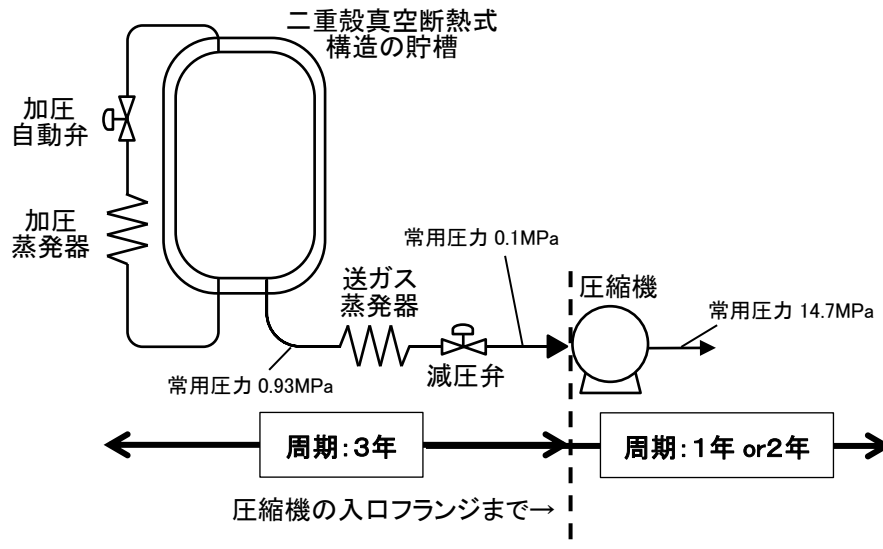 二重殻真空断熱式
構造の貯槽
加圧
自動弁
加圧
蒸発器
常用圧力 0.1MPa
送ガス
蒸発器
圧縮機
常用圧力 14.7MPa
減圧弁
常用圧力 0.93MPa
周期：3年
周期：1年 or2年
圧縮機の入口フランジまで→